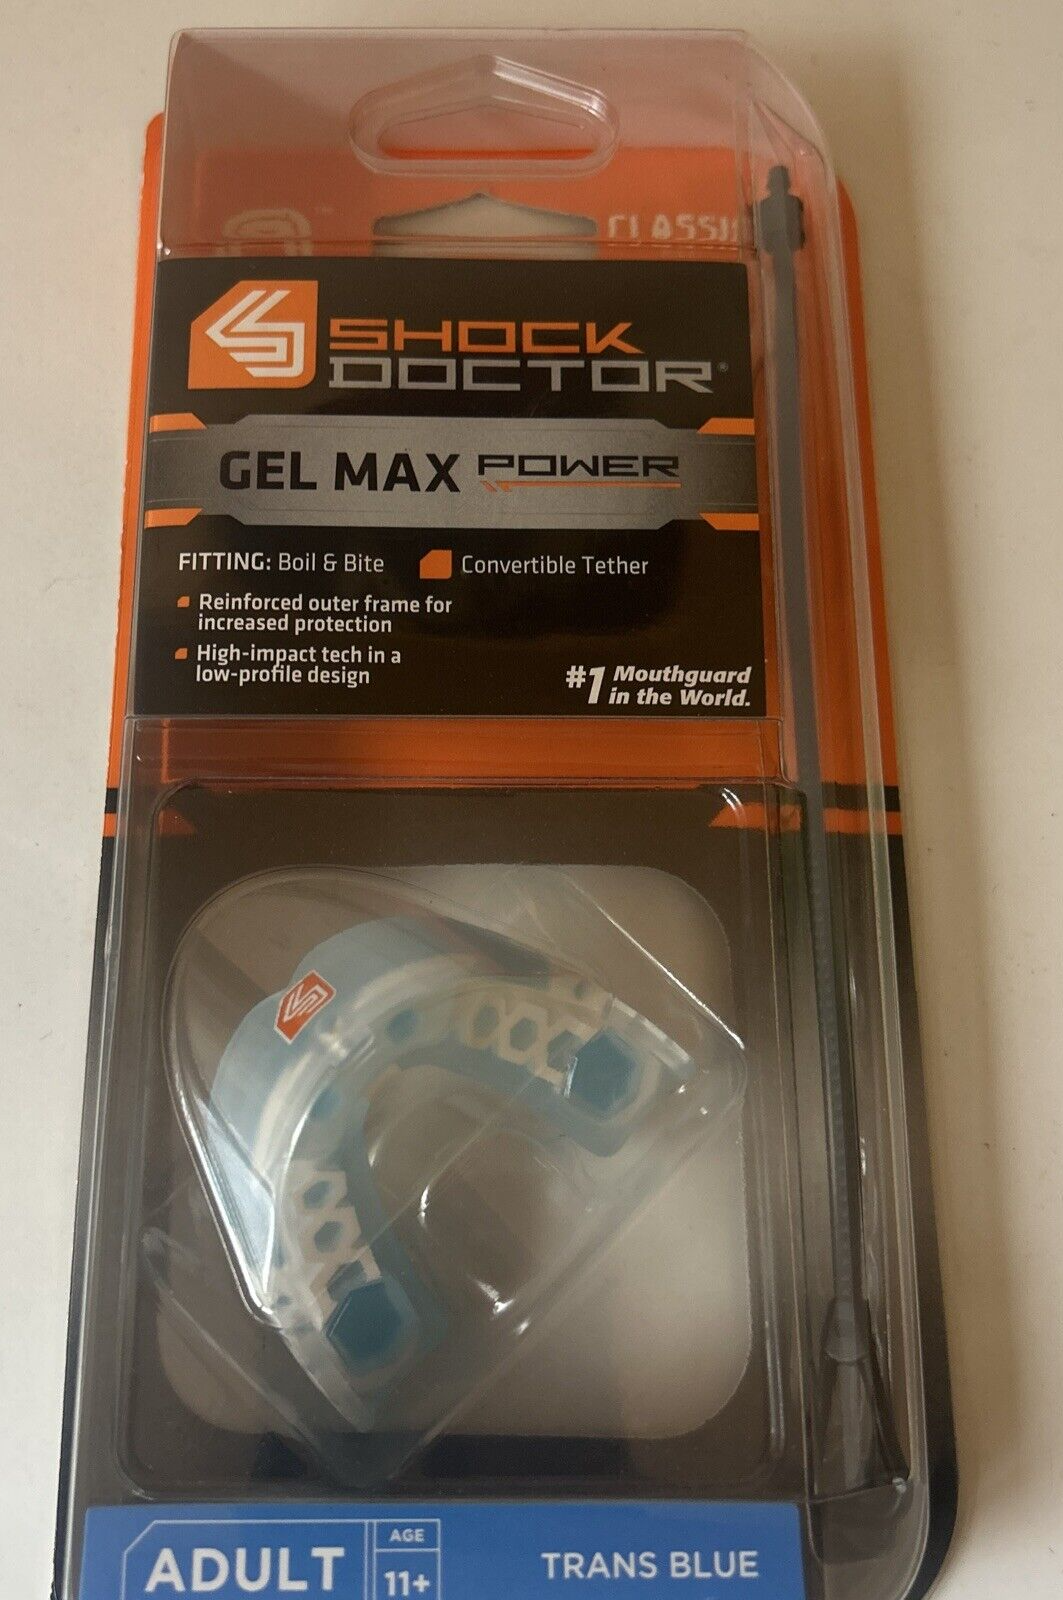 CLASSIC
SHOCK
DOCTOR®
GEL MAX POWER
FITTING: Boil & Bite Convertible Tether
Reinforced outer frame for
increased protection
High-impact tech in a
low-profile design
#1 Mouthguard
in the World.
ADULT
AGE
11+
TRANS BLUE